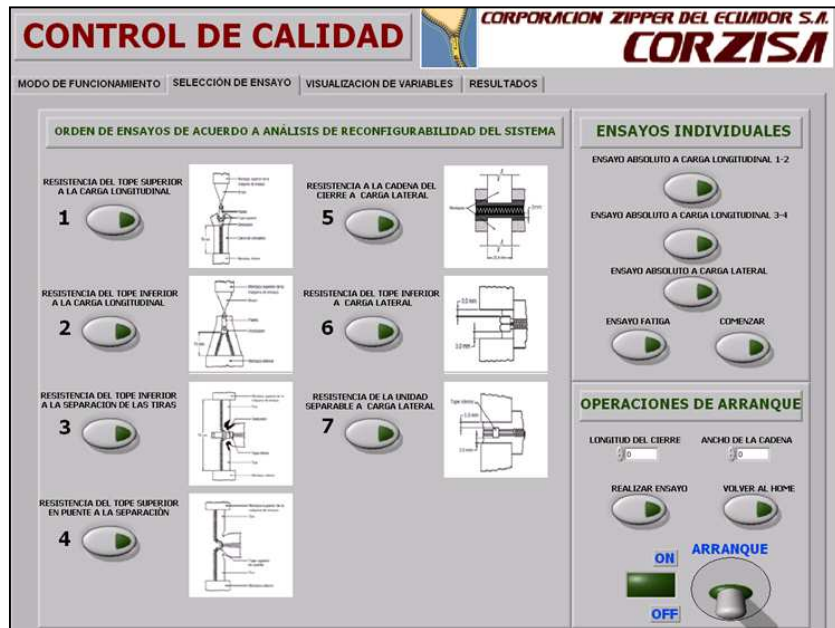 CONTROL DE CALIDAD
CORPORACION ZIPPER DEL ECUADOR S.A.
CORZISA
MODO DE FUNCIONAMIENTO
SELECCIÓN DE ENSAYO
VISUALIZACION DE VARIABLES
RESULTADOS
ORDEN DE ENSAYOS DE ACUERDO A ANÁLISIS DE RECONFIGURABILIDAD DEL SISTEMA
RESISTENCIA DEL TOPE SUPERIOR
A LA CARGA LONGITUDINAL
1
RESISTENCIA DEL TOPE INFERIOR
A LA CARGA LONGITUDINAL
2
RESISTENCIA DEL TOPE INFERIOR
A LA SEPARACION DE LAS TIRAS
3
RESISTENCIA DEL TOPE SUPERIOR
EN PUENTE A LA SEPARACIÓN
4
RESISTENCIA A LA CADENA DEL
CIERRE A CARGA LATERAL
5
RESISTENCIA DEL TOPE INFERIOR
A CARGA LATERAL
6
3.0 mm
RESISTENCIA DE LA UNIDAD
SEPARABLE A CARGA LATERAL
7
ENSAYOS INDIVIDUALES
ENSAYO ABSOLUTO A CARGA LONGITUDINAL 1-2
ENSAYO ABSOLUTO A CARGA LONGITUDINAL 3-4
ENSAYO ABSOLUTO A CARGA LATERAL
ENSAYO FATIGA
COMENZAR
OPERACIONES DE ARRANQUE
LONGITUD DEL CIERRE
0
ANCHO DE LA CADENA
0
REALIZAR ENSAYO
VOLVER AL HOME
ON
ARRANQUE
OFF